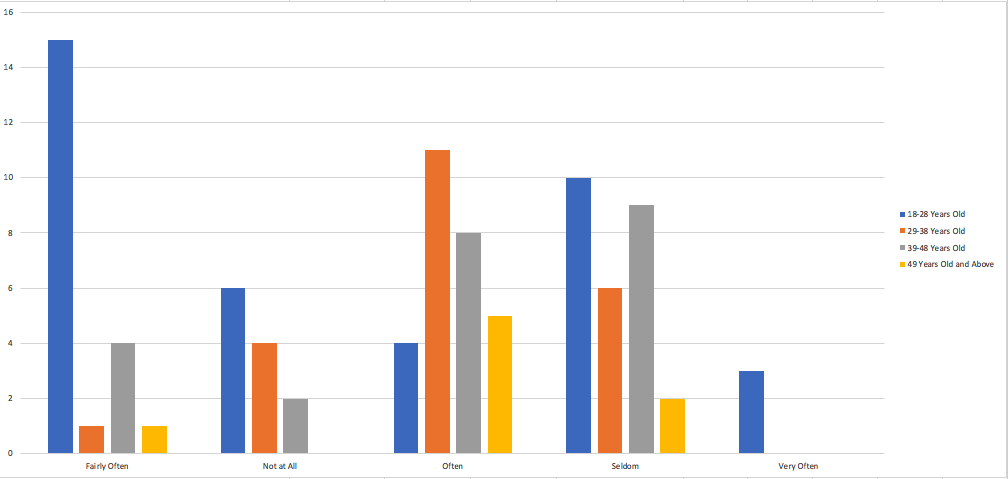 16
14
12
10
8
6
4
2
0
Fairly Often
Not at All
Often
Seldom
Very Often
18-28 Years Old
29-38 Years Old
39-48 Years Old
49 Years Old and Above